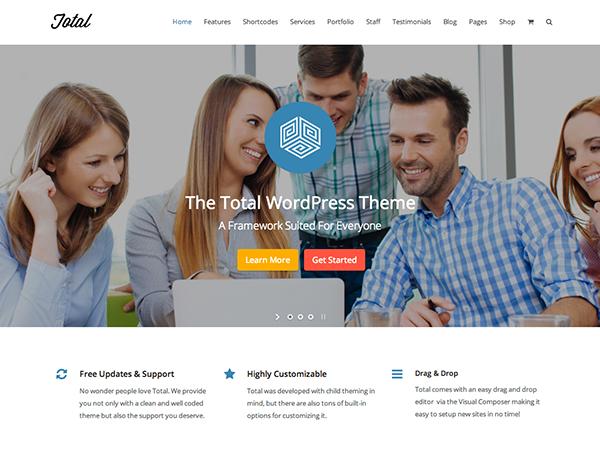 Total
Home Features Shortcodes Services Portfolio Staff Testimonials Blog Pages Shop
The Total WordPress Theme
A Framework Suited For Everyone
Learn More Get Started
Free Updates & Support
No wonder people love Total. We provide
you not only with a clean and well coded
theme but also the support you deserve.
Highly Customizable
Total was developed with child theming in
mind, but there are also tons of built-in
options for customizing it.
Drag & Drop
Total comes with an easy drag and drop
editor via the Visual Composer making it
easy to setup new sites in no time!